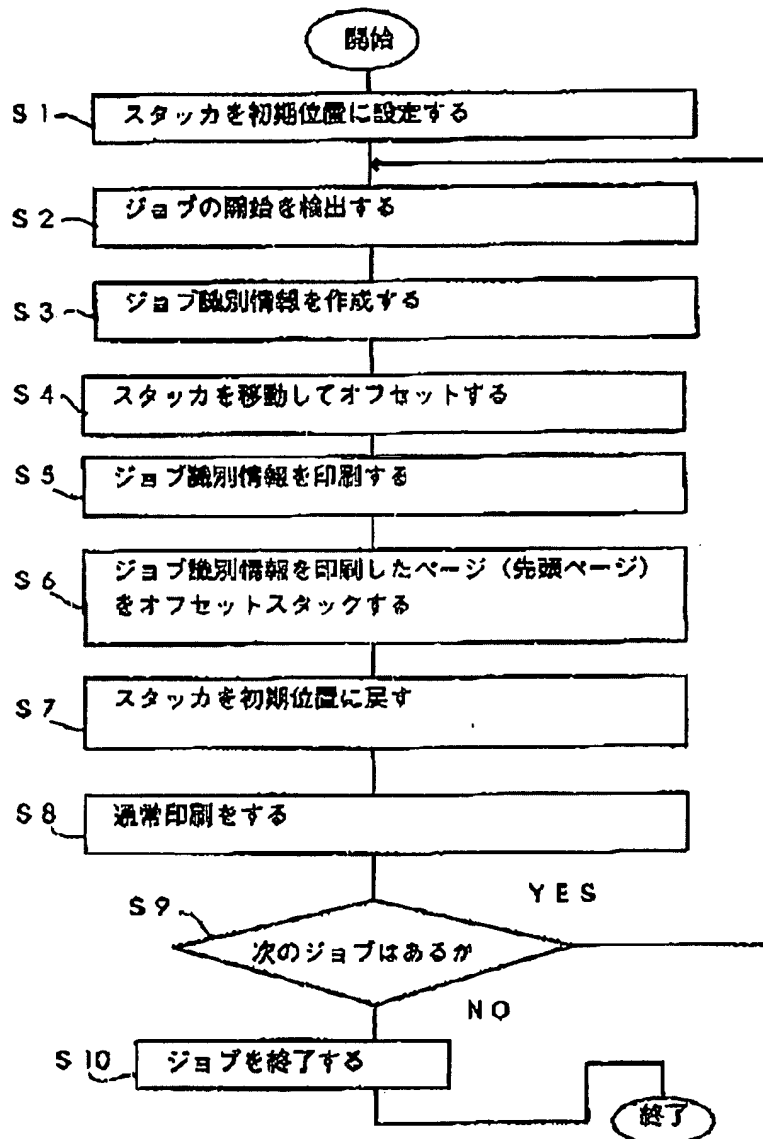 開始
S1
スタッカを初期位置に設定する
S2
ジョブの開始を検出する
S3
ジョブ識別情報を作成する
S4
スタッカを移動してオフセットする
S5
ジョブ識別情報を印刷する
S6
ジョブ識別情報を印刷したページ（先頭ページ）
をオフセットスタックする
S7
スタッカを初期位置に戻す
S8
通常印刷をする
S9
YES
次のジョブはあるか
NO
S10
ジョブを終了する
終了